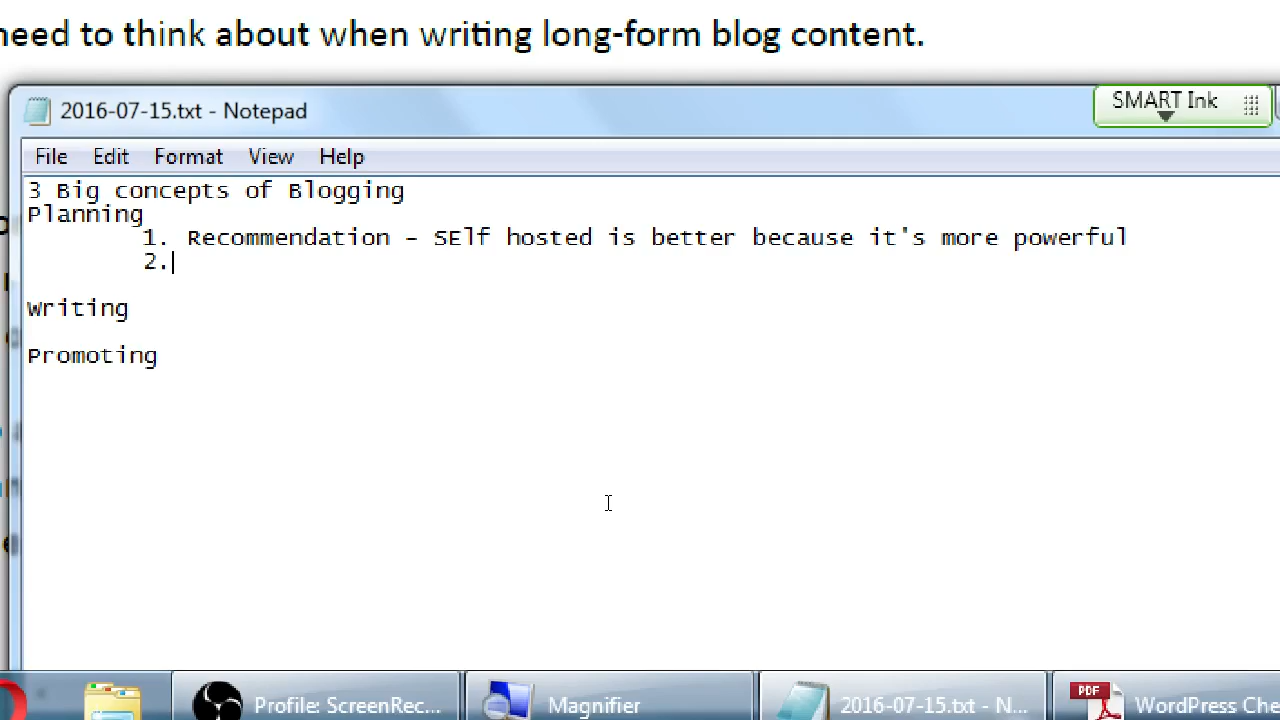 need to think about when writing long-form blog content.
2016-07-15.txt - Notepad
SMART Ink
File Edit Format View Help
3 Big concepts of Blogging
Planning
1. Recommendation - SElf hosted is better because it's more powerful
2.
Writing
Promoting
Profile: ScreenRec... Magnifier 2016-07-15.txt - N... PDF WordPress Che